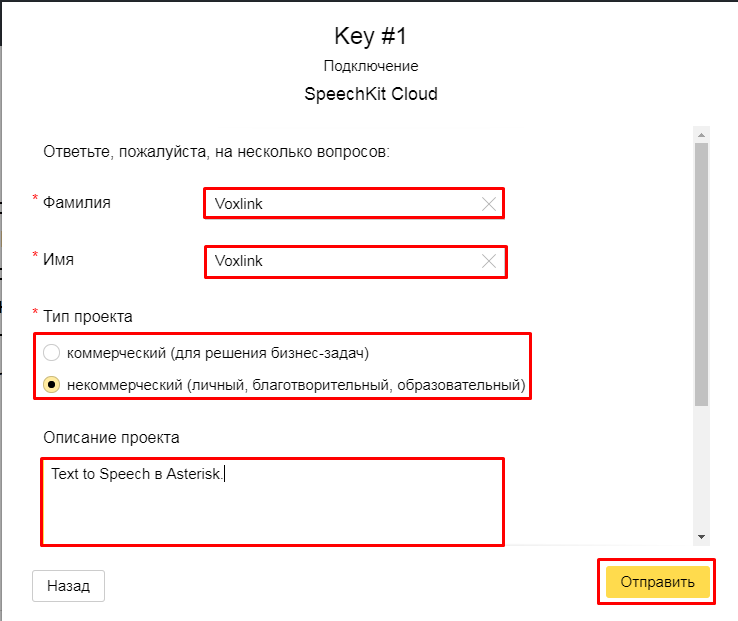 Key #1
Подключение
SpeechKit Cloud
Ответьте, пожалуйста, на несколько вопросов:
* Фамилия
Voxlink
* Имя
Voxlink
* Тип проекта
коммерческий (для решения бизнес-задач)
некоммерческий (личный, благотворительный, образовательный)
Описание проекта
Text to Speech в Asterisk.
Назад
Отправить